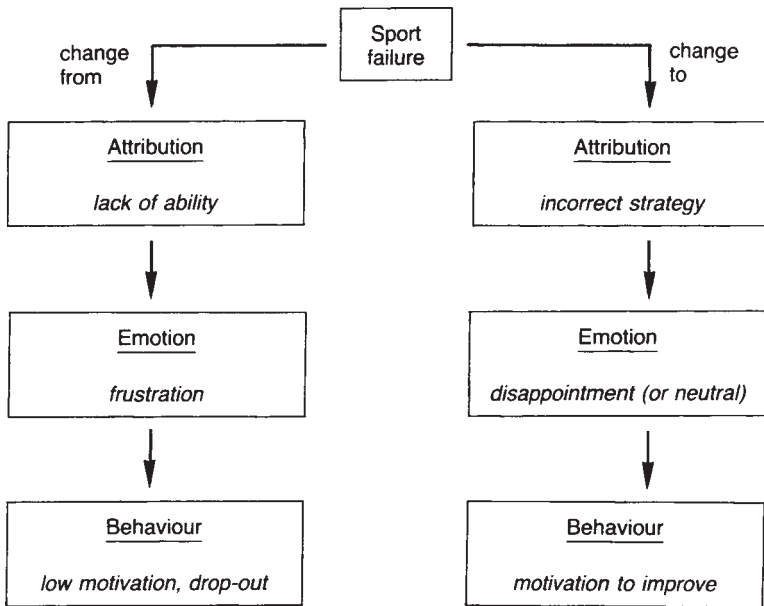 Sport
failure
change
from
change
to
Attribution
lack of ability
Attribution
incorrect strategy
Emotion
frustration
Emotion
disappointment (or neutral)
Behaviour
low motivation, drop-out
Behaviour
motivation to improve